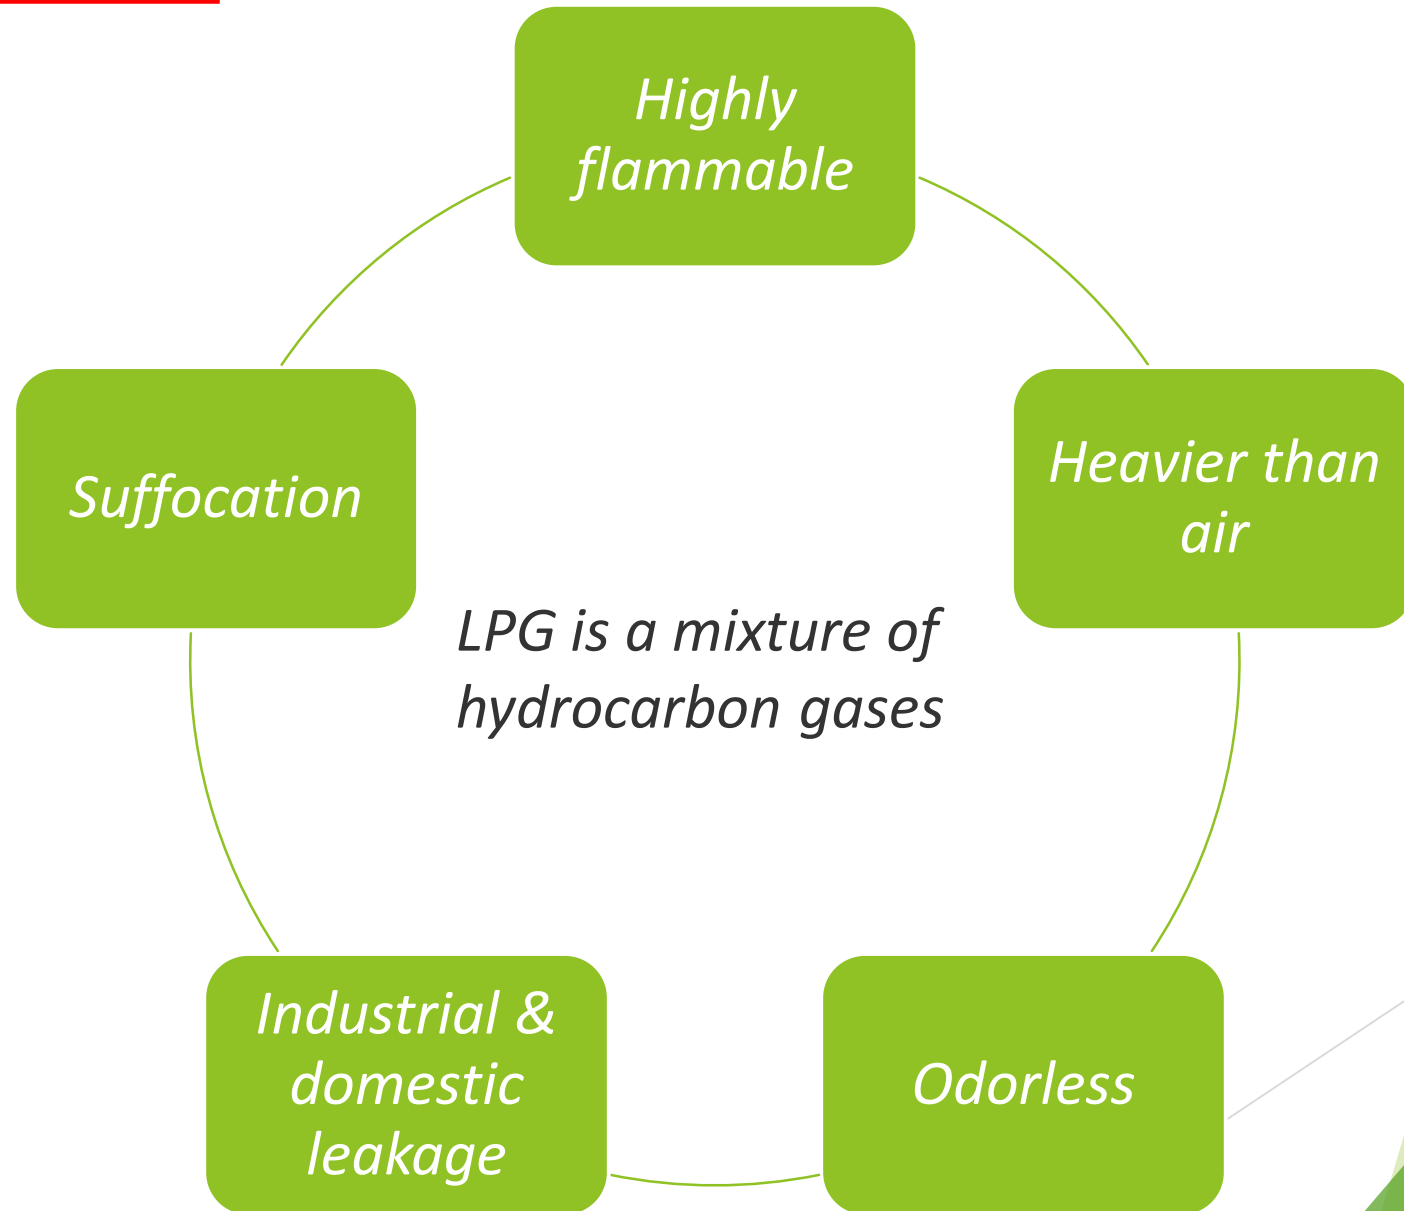 Highly
flammable
Heavier than
air
Odorless
Industrial &
domestic
leakage
Suffocation
LPG is a mixture of
hydrocarbon gases